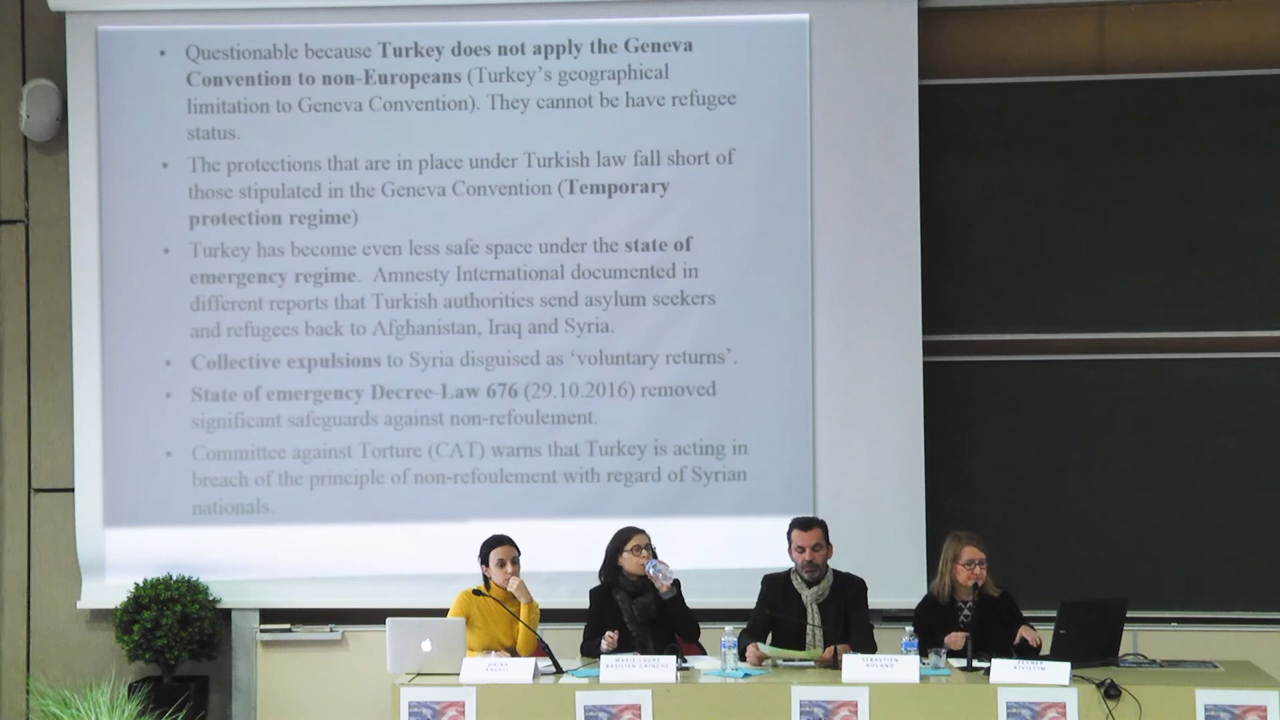 • Questionable because Turkey does not apply the Geneva
Convention to non-Europeans (Turkey's geographical
limitation to Geneva Convention). They cannot be have refugee
status.
• The protections that are in place under Turkish law fall short of
those stipulated in the Geneva Convention (Temporary
protection regime)
• Turkey has become even less safe space under the state of
emergency regime. Amnesty International documented in
different reports that Turkish authorities send asylum seekers
and refugees back to Afghanistan, Iraq and Syria.
• Collective expulsions to Syria disguised as ‘voluntary returns’.
• State of emergency Decree-Law 676 (29.10.2016) removed
significant safeguards against non-refoulement.
• Committee against Torture (CAT) warns that Turkey is acting in
breach of the principle of non-refoulement with regard of Syrian
nationals.
MARIE-LAURE
BASILIEN GAINCHE
SEBASTIEN
ROLAND
ZEYNEP
KIVILCIM